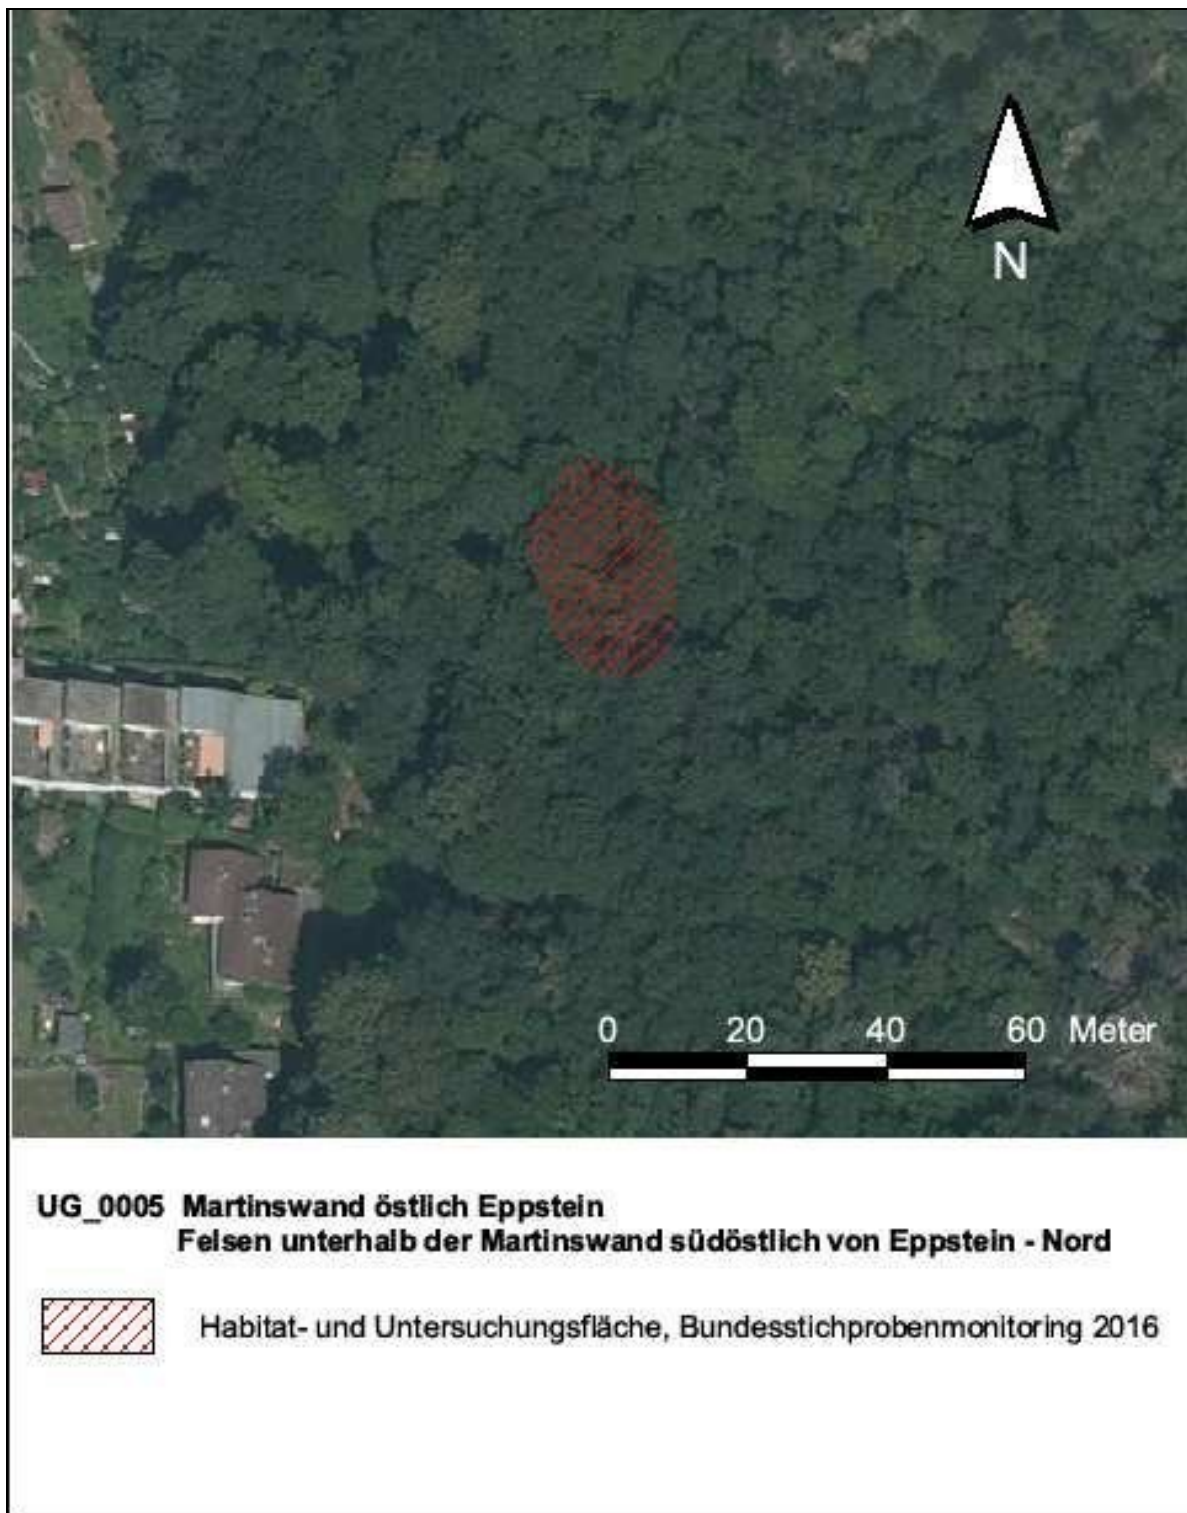 N
0 20 40 60 Meter
UG_0005 Martinswand östlich Eppstein
Felsen unterhalb der Martinswand südöstlich von Eppstein - Nord
Habitat- und Untersuchungsfläche, Bundesstichprobenmonitoring 2016